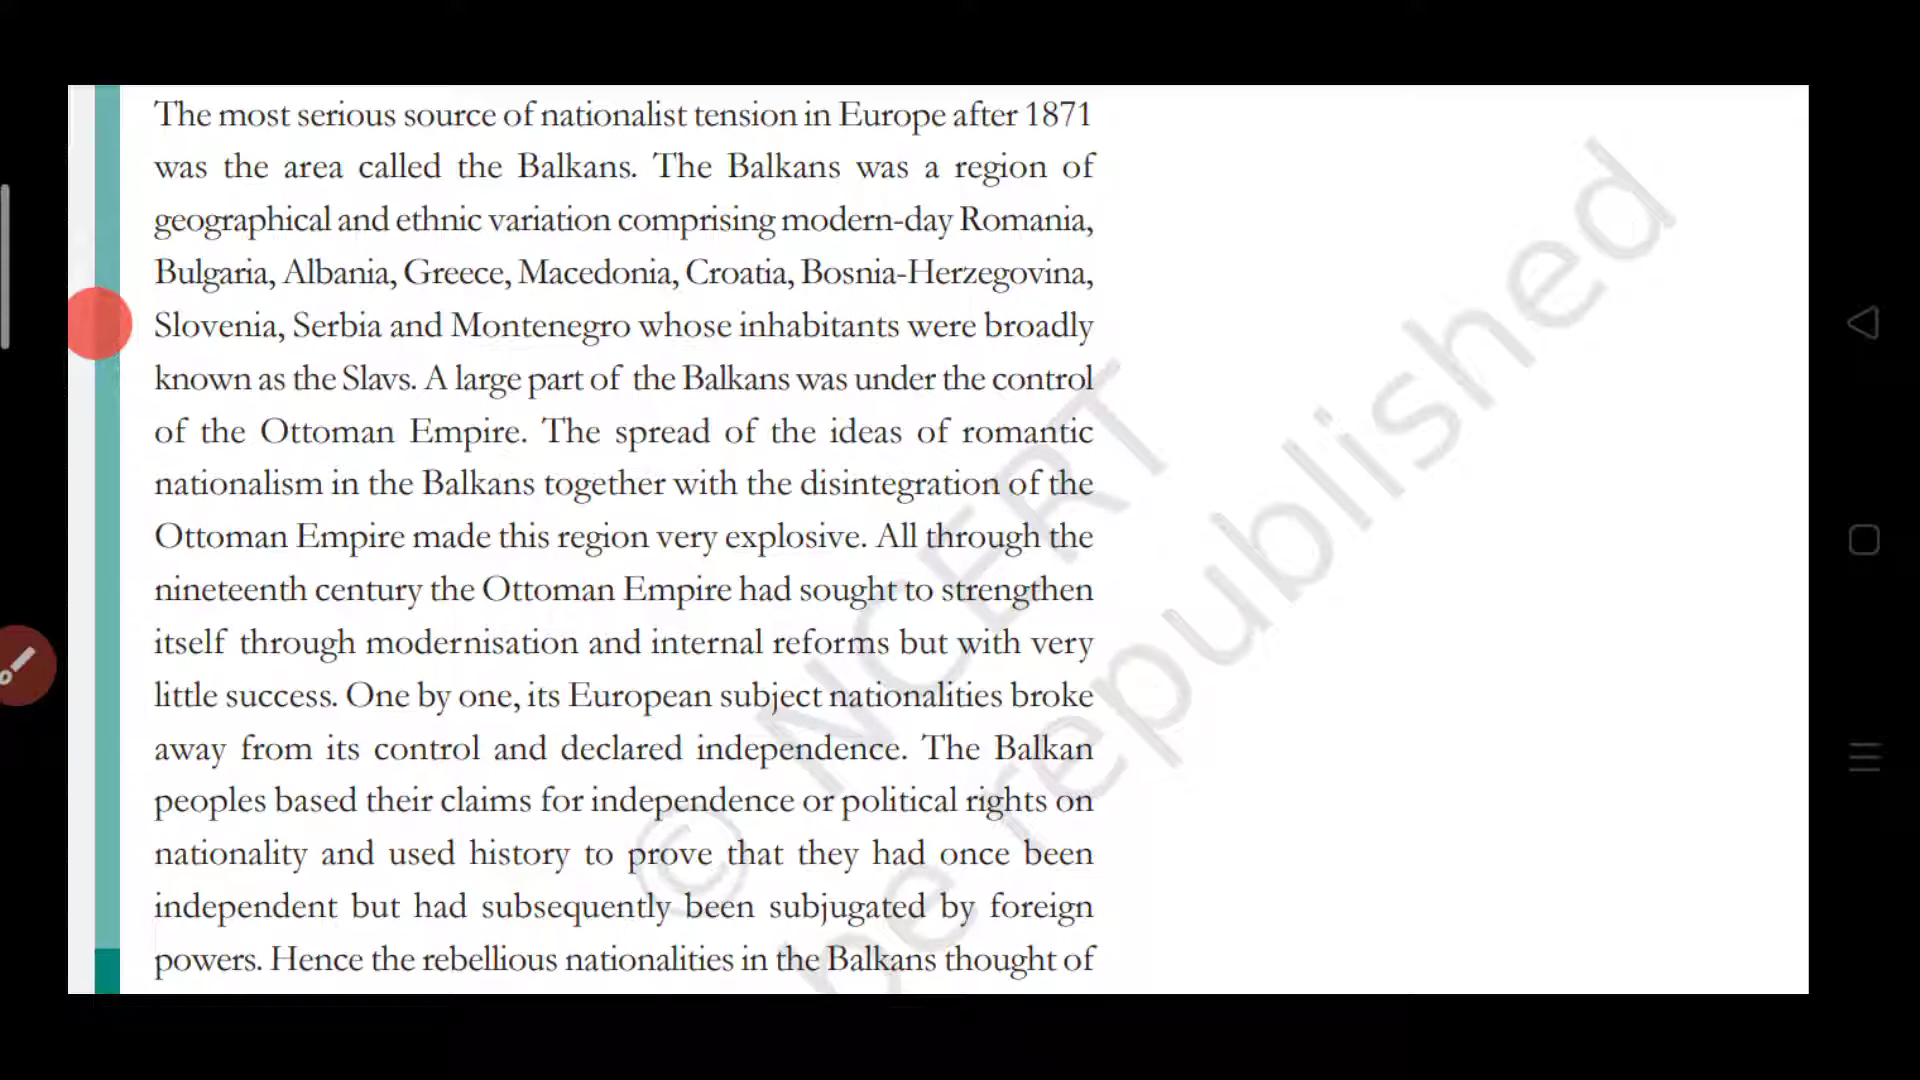 The most serious source of nationalist tension in Europe after 1871
was the area called the Balkans. The Balkans was a region of
geographical and ethnic variation comprising modern-day Romania,
Bulgaria, Albania, Greece, Macedonia, Croatia, Bosnia-Herzegovina,
Slovenia, Serbia and Montenegro whose inhabitants were broadly
known as the Slavs. A large part of the Balkans was under the control
of the Ottoman Empire. The spread of the ideas of romantic
nationalism in the Balkans together with the disintegration of the
Ottoman Empire made this region very explosive. All through the
nineteenth century the Ottoman Empire had sought to strengthen
itself through modernisation and internal reforms but with very
little success. One by one, its European subject nationalities broke
away from its control and declared independence. The Balkan
peoples based their claims for independence or political rights on
nationality and used history to prove that they had once been
independent but had subsequently been subjugated by foreign
powers. Hence the rebellious nationalities in the Balkans thought of
© NCERT
be republished